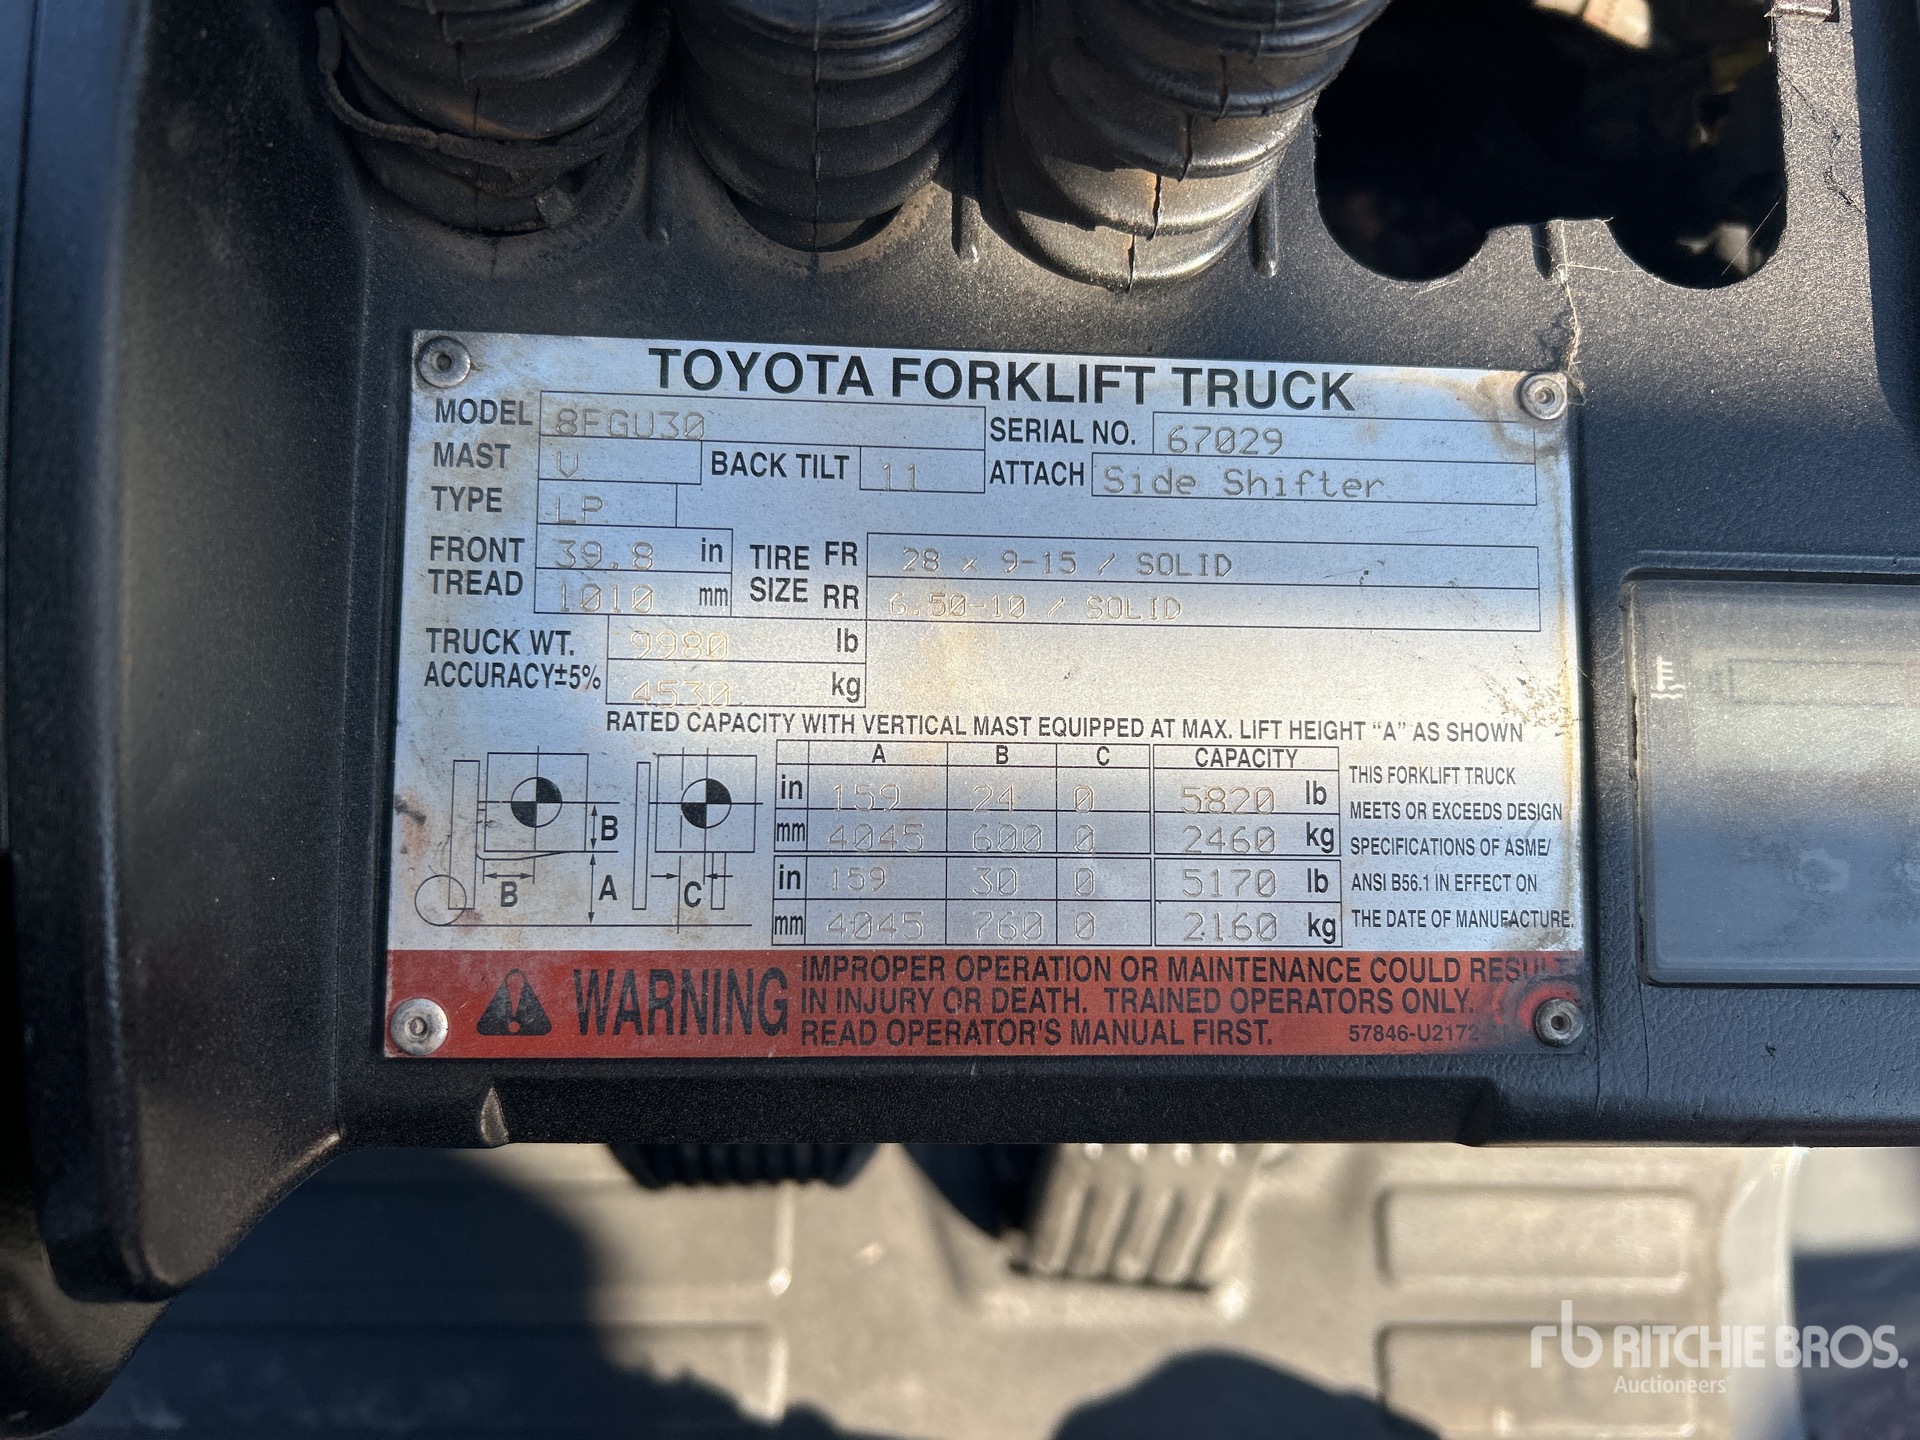 TOYOTA FORKLIFT TRUCK
MODEL 8FGU30 SERIAL NO. 67029
MAST V BACK TILT 11 ATTACH Side Shifter
TYPE LP
FRONT TREAD 39.8 in TIRE SIZE FR 28 x 9-15 / SOLID
1010 mm RR 6.50-10 / SOLID
TRUCK WT. 9980 lb
ACCURACY±5% 4530 kg
RATED CAPACITY WITH VERTICAL MAST EQUIPPED AT MAX. LIFT HEIGHT "A" AS SHOWN
A B C CAPACITY
in 159 24 0 5820 lb
mm 4045 600 0 2460 kg
in 159 30 0 5170 lb
mm 4045 760 0 2160 kg
B
B A C
THIS FORKLIFT TRUCK
MEETS OR EXCEEDS DESIGN
SPECIFICATIONS OF ASME/
ANSI B56.1 IN EFFECT ON
THE DATE OF MANUFACTURE.
WARNING
IMPROPER OPERATION OR MAINTENANCE COULD RESULT
IN INJURY OR DEATH. TRAINED OPERATORS ONLY.
READ OPERATOR'S MANUAL FIRST. 57846-U2172
rb RITCHIE BROS.
Auctioneers